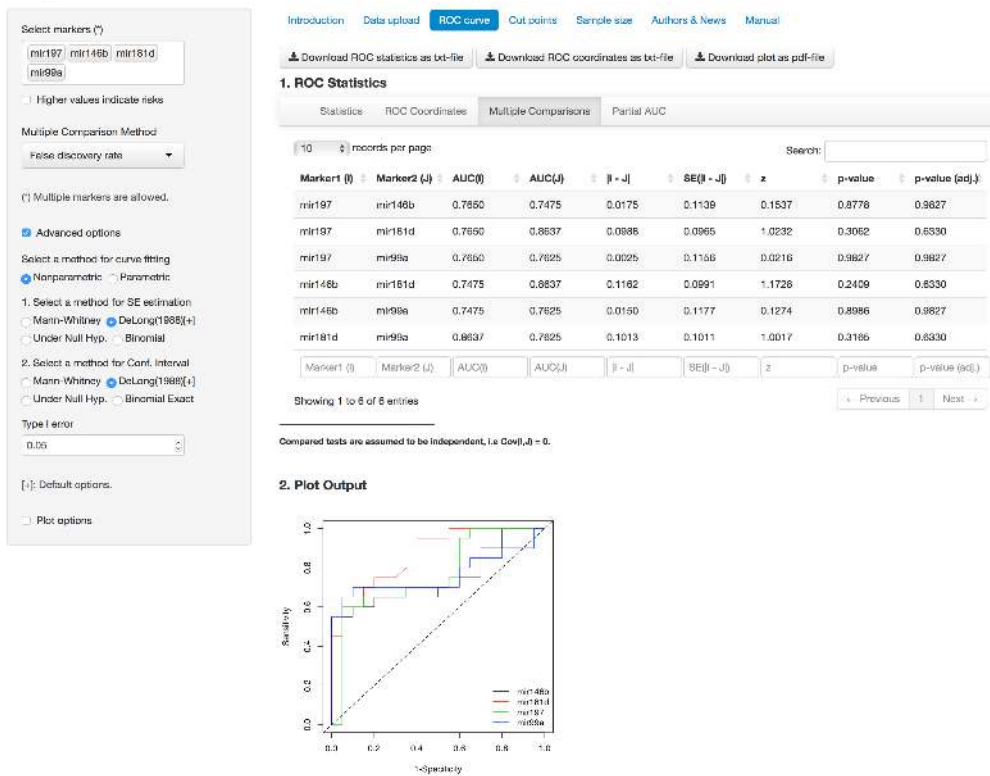 Introduction Data upload ROC curve Cut points Sample size Authors & News Manual
Select markers (*)
mir197 mir146b mir181d
mir99a
Higher values indicate risks
Multiple Comparison Method
False discovery rate
(*) Multiple markers are allowed.
Advanced options
Select a method for curve fitting
Nonparametric Parametric
1. Select a method for SE estimation
Mann-Whitney DeLong(1988)[+]
Under Null Hyp. Binomial
2. Select a method for Conf. Interval
Mann-Whitney DeLong(1988)[+]
Under Null Hyp. Binomial Exact
Type I error
0.05
[+]: Default options.
Plot options
Download ROC statistics as txt-file Download ROC coordinates as txt-file Download plot as pdf-file
1. ROC Statistics
Statistics ROC Coordinates Multiple Comparisons Partial AUC
10 records per page Search:
Marker1 (I) Marker2 (J) AUC(I) AUC(J) |I - J| SE(|I - J|) z p-value p-value (adj.)
mir197 mir146b 0.7650 0.7475 0.0175 0.1139 0.1537 0.8778 0.9827
mir197 mir181d 0.7650 0.8637 0.0988 0.0965 1.0232 0.3062 0.6330
mir197 mir99a 0.7650 0.7625 0.0025 0.1156 0.0216 0.9827 0.9827
mir146b mir181d 0.7475 0.8637 0.1162 0.0991 1.1726 0.2409 0.6330
mir146b mir99a 0.7475 0.7625 0.0150 0.1177 0.1274 0.8986 0.9827
mir181d mir99a 0.8637 0.7625 0.1013 0.1011 1.0017 0.3165 0.6330
Marker1 (I) Marker2 (J) AUC(I) AUC(J) |I - J| SE(|I - J|) z p-value p-value (adj.)
Showing 1 to 6 of 6 entries ← Previous 1 Next →
Compared tests are assumed to be independent, i.e Cov(I,J) = 0.
2. Plot Output
1.0
0.8
0.6
0.4
0.2
0.0
Sensitivity
mir146b
mir181d
mir197
mir99a
0.0 0.2 0.4 0.6 0.8 1.0
1-Specificity